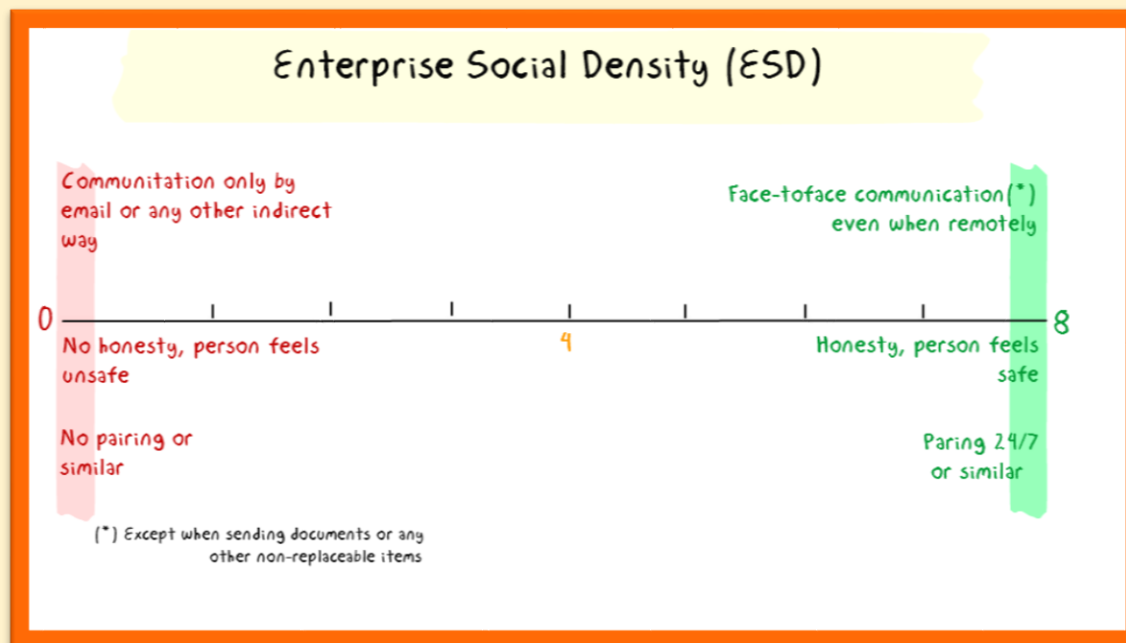 Enterprise Social Density (ESD)
Communitation only by
email or any other indirect
way
Face-toface communication(*)
even when remotely
0
4
8
No honesty, person feels
unsafe
Honesty, person feels
safe
No pairing or
similar
Paring 24/7
or similar
(*) Except when sending documents or any
other non-replaceable items